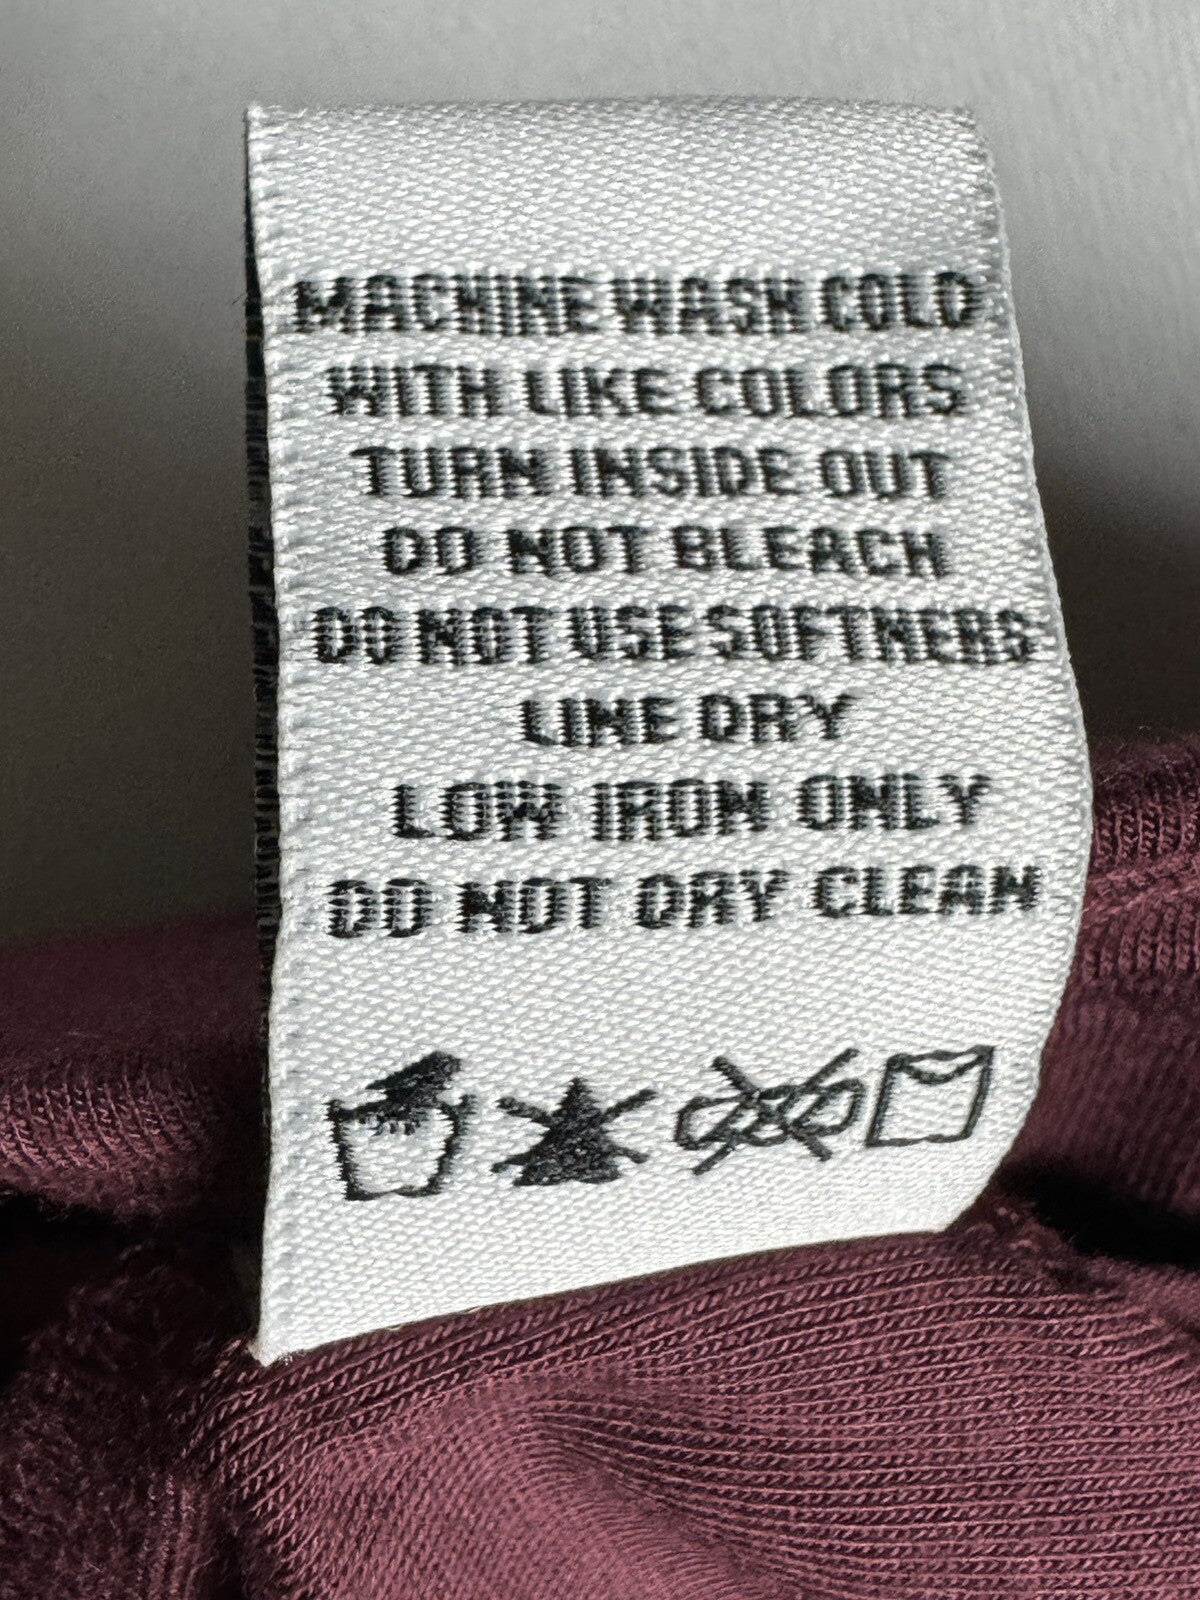 MACHINE WASH COLD
WITH LIKE COLORS
TURN INSIDE OUT
DO NOT BLEACH
DO NOT USE SOFTNERS
LINE DRY
LOW IRON ONLY
DO NOT DRY CLEAN